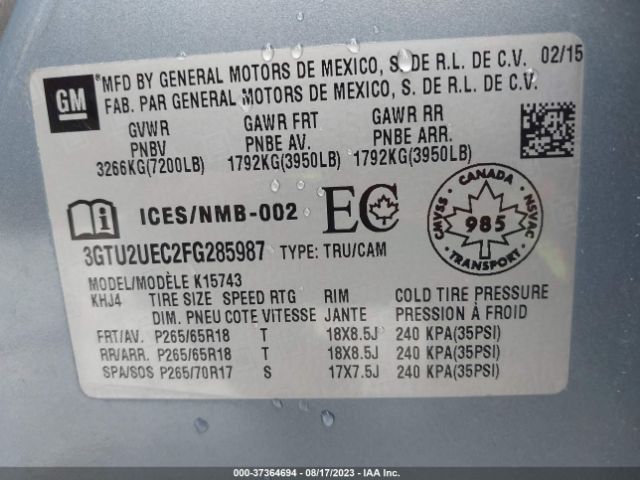 GM
*MFD BY GENERAL MOTORS DE MEXICO, S. DE R.L. DE C.V. 02/15
FAB. PAR GENERAL MOTORS DE MEXICO, S. DE R.L. DE C.V.
GVWR GAWR FRT GAWR RR
PNBV PNBE AV. PNBE ARR.
3266KG(7200LB) 1792KG(3950LB) 1792KG(3950LB)
ICES/NMB-002
EC
CANADA
CMVSS 985 NSVAC
TRANSPORT
3GTU2UEC2FG285987 TYPE: TRU/CAM
MODEL/MODÈLE K15743
KHJ4 TIRE SIZE SPEED RTG RIM COLD TIRE PRESSURE
DIM. PNEU COTE VITESSE JANTE PRESSION À FROID
FRT/AV. P265/65R18 T 18X8.5J 240 KPA(35PSI)
RR/ARR. P265/65R18 T 18X8.5J 240 KPA(35PSI)
SPA/SOS P265/70R17 S 17X7.5J 240 KPA(35PSI)
000-37364694 - 08/17/2023 - IAAI.com